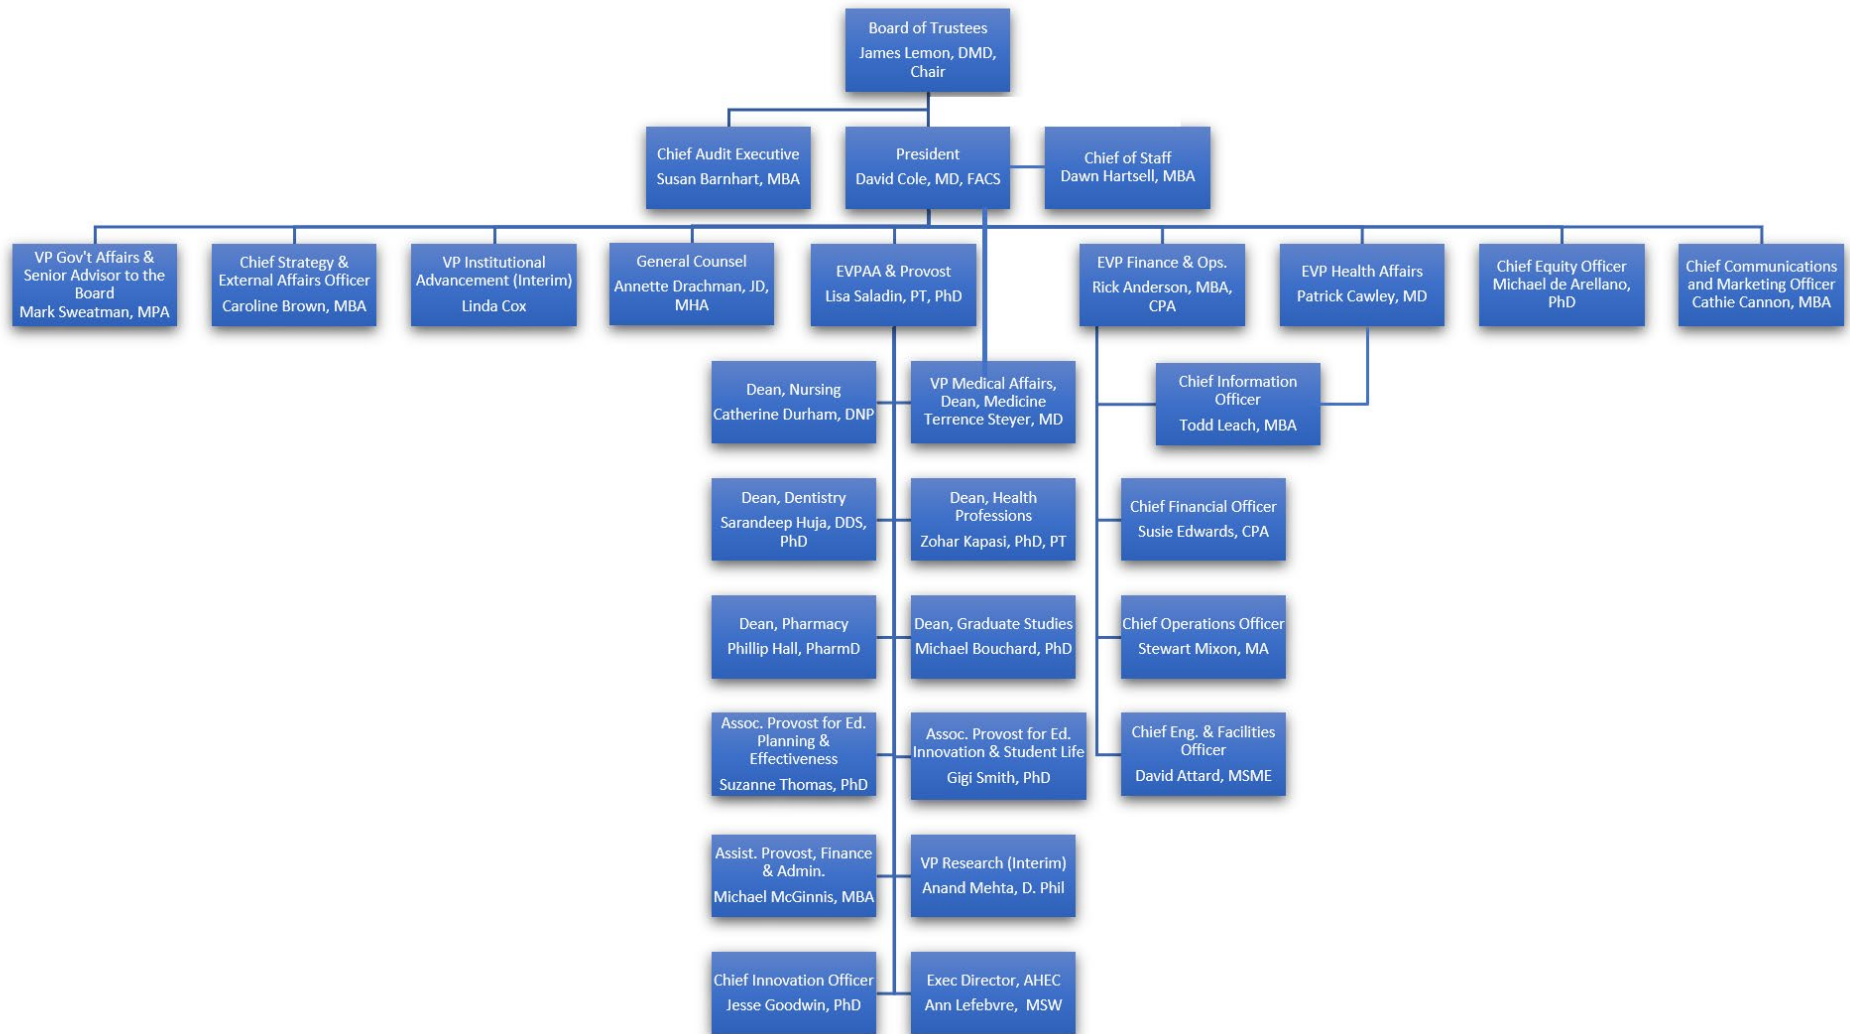 Board of Trustees
James Lemon, DMD,
Chair
Chief Audit Executive
Susan Barnhart, MBA
President
David Cole, MD, FACS
Chief of Staff
Dawn Hartsell, MBA
VP Gov't Affairs &
Senior Advisor to the
Board
Mark Sweatman, MPA
Chief Strategy &
External Affairs Officer
Caroline Brown, MBA
VP Institutional
Advancement (Interim)
Linda Cox
General Counsel
Annette Drachman, JD,
MHA
EVPAA & Provost
Lisa Saladin, PT, PhD
EVP Finance & Ops.
Rick Anderson, MBA,
CPA
EVP Health Affairs
Patrick Cawley, MD
Chief Equity Officer
Michael de Arellano,
PhD
Chief Communications
and Marketing Officer
Cathie Cannon, MBA
Dean, Nursing
Catherine Durham, DNP
VP Medical Affairs,
Dean, Medicine
Terrence Steyer, MD
Chief Information
Officer
Todd Leach, MBA
Dean, Dentistry
Sarandeep Huja, DDS,
PhD
Dean, Health
Professions
Zohar Kapasi, PhD, PT
Chief Financial Officer
Susie Edwards, CPA
Dean, Pharmacy
Phillip Hall, PharmD
Dean, Graduate Studies
Michael Bouchard, PhD
Chief Operations Officer
Stewart Mixon, MA
Assoc. Provost for Ed.
Planning &
Effectiveness
Suzanne Thomas, PhD
Assoc. Provost for Ed.
Innovation & Student Life
Gigi Smith, PhD
Chief Eng. & Facilities
Officer
David Attard, MSME
Assist. Provost, Finance
& Admin.
Michael McGinnis, MBA
VP Research (Interim)
Anand Mehta, D. Phil
Chief Innovation Officer
Jesse Goodwin, PhD
Exec Director, AHEC
Ann Lefebvre, MSW